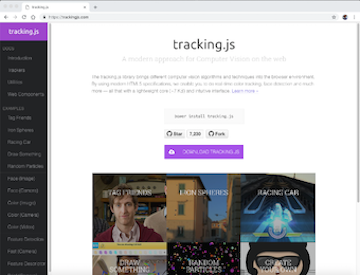 tracking.js
https://trackingjs.com
tracking.js
DOCS
Introduction
Trackers
Utilities
Web Components
EXAMPLES
Tag Friends
Iron Spheres
Racing Car
Draw Something
Random Particles
Face (Image)
Face (Camera)
Color (Image)
Color (Camera)
Color (Video)
Feature Detection
Fish (Camera)
Feature Descriptor
tracking.js
A modern approach for Computer Vision on the web
The tracking.js library brings different computer vision algorithms and techniques into the browser environment.
By using modern HTML5 specifications, we enable you to do real-time color tracking, face detection and much
more — all that with a lightweight core (~7 KB) and intuitive interface. Learn more ›
bower install tracking.js
Star 7,330 Fork
DOWNLOAD TRACKING.JS
TAG FRIENDS
IRON SPHERES
RACING CAR
DRAW
SOMETHING
RANDOM
PARTICLES
CREATE
YOUR OWN!